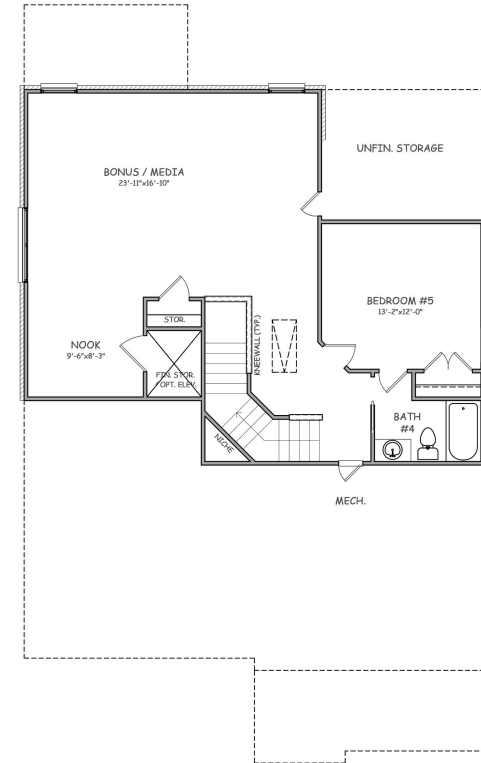 UNFIN. STORAGE
BONUS / MEDIA
23'-11"x16'-10"
BEDROOM #5
13'-2"x12'-0"
STOR.
KNEEWALL (TYP.)
NOOK
9'-6"x8'-3"
FIN. STOR.
* OPT. ELEV.
BATH
#4
NICHE
MECH.